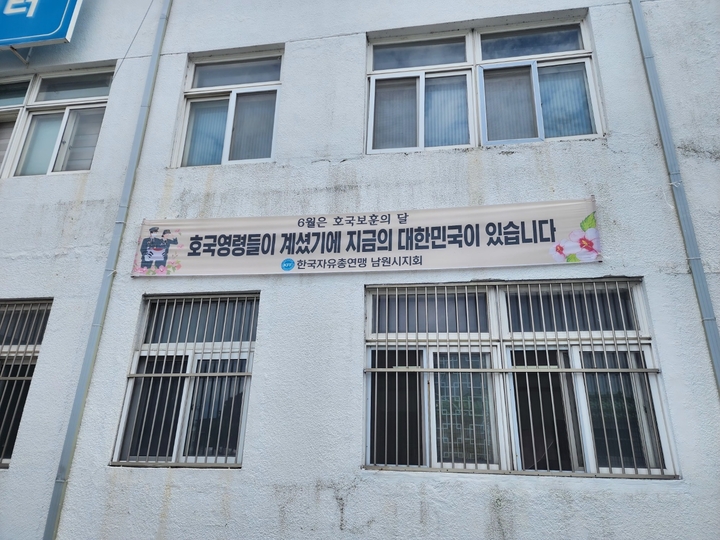 터
6월은 호국보훈의 달
호국영령들이 계셨기에 지금의 대한민국이 있습니다
한국자유총연맹 남원시지회